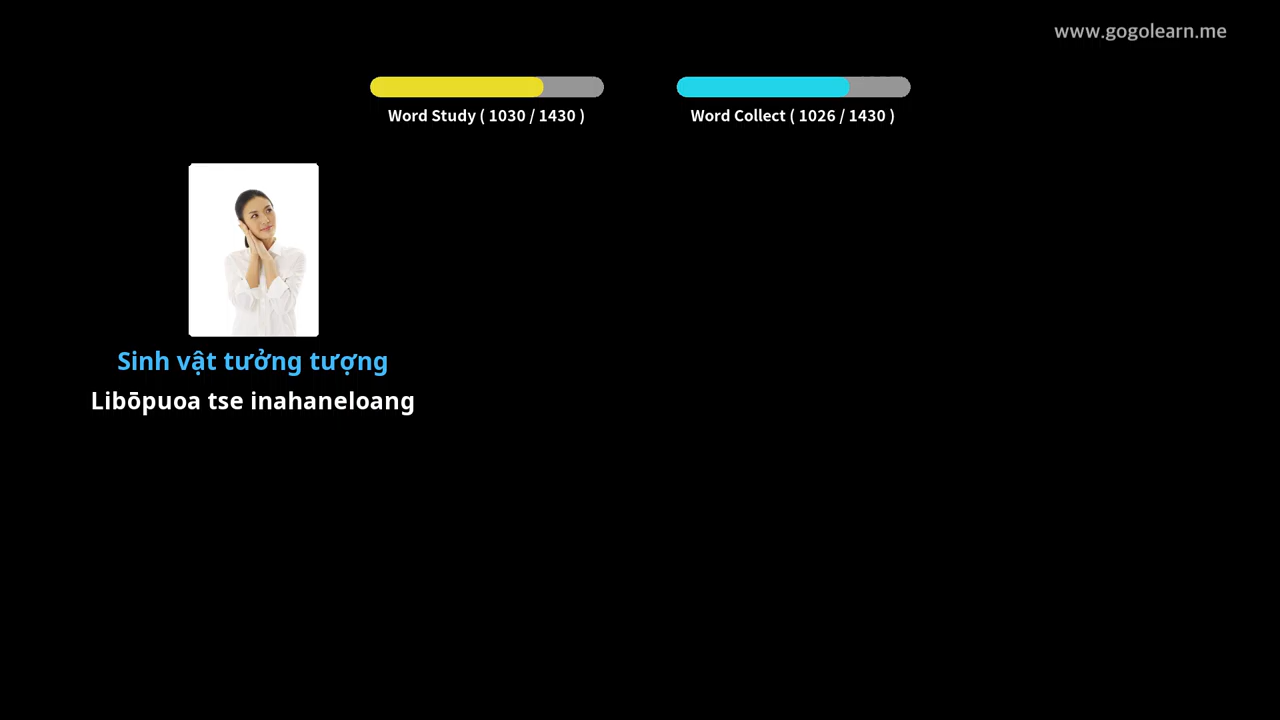 www.gogolearn.me
Word Study ( 1030 / 1430 )
Word Collect ( 1026 / 1430 )
Sinh vật tưởng tượng
Libōpuoa tse inahaneloang